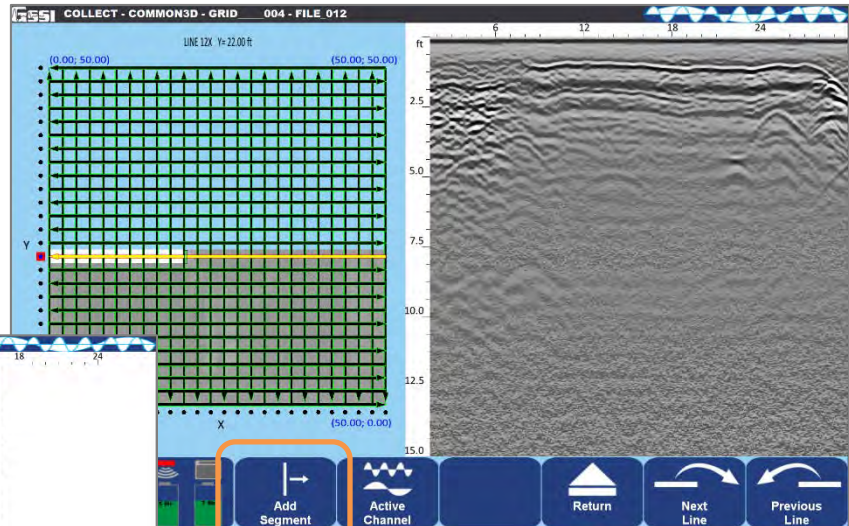 GSSI COLLECT - COMMON3D - GRID____004 - FILE_012
LINE 12X Y= 22.00 ft
(0.00; 50.00)
(50.00; 50.00)
Y
X
(50.00; 0.00)
6
12
18
24
ft
2.5
5.0
7.5
10.0
12.5
15.0
18
24
Add
Segment
Active
Channel
Return
Next
Line
Previous
Line